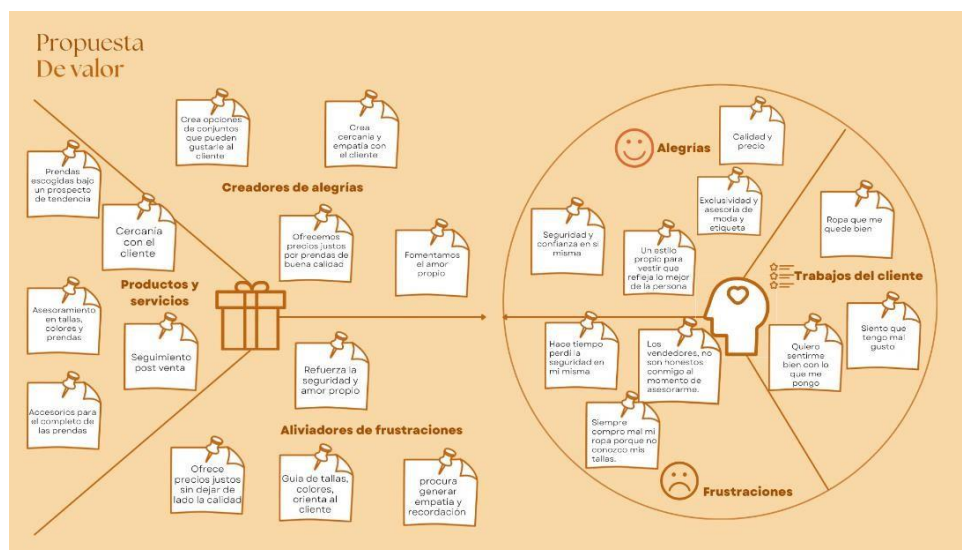 Propuesta
De valor
Crea opciones
de conjuntos
que pueden
gustarle al
cliente
Crea
cercania y
empatia con
el cliente
Creadores de alegrías
Prendas
escogidas bajo
un prospecto
de tendencia
Cercanía
con el
cliente
Ofrecemos
precios justos
por prendas de
buena calidad
Fomentamos
el amor
propio
Productos y
servicios
Asesoramiento
en tallas,
colores y
prendas
Seguimiento
post venta
Accesorios para
el completo de
las prendas
Refuerza la
seguridad y
amor propio
Aliviadores de frustraciones
Ofrece
precios justos
sin dejar de
lado la calidad
Guia de tallas,
colores,
orienta al
cliente
procura
generar
empatia y
recordación
Alegrías
Calidad y
precio
Exclusividad y
asesoria de
moda y
etiqueta
Seguridad y
confianza en si
misma
Un estilo
propio para
vestir que
refleja lo mejor
de la persona
Ropa que me
quede bien
Trabajos del cliente
Siento que
tengo mal
gusto
Quiero
sentirme
bien con lo
que me
pongo
Hace tiempo
perdi la
seguridad en
mi misma
Los
vendedores, no
son honestos
conmigo al
momento de
asesorarme.
Siempre
compro mal mi
ropa porque no
conozco mis
tallas.
Frustraciones